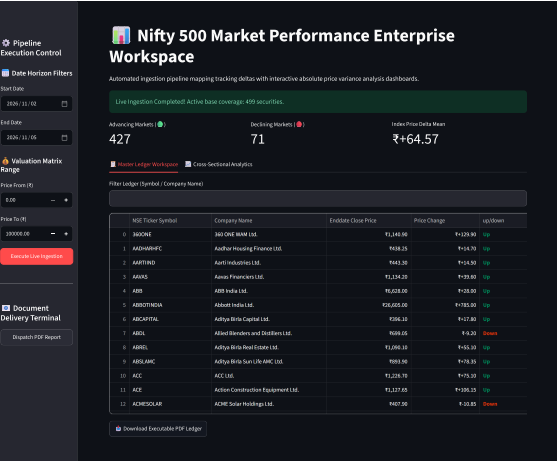 Pipeline
Execution Control
Date Horizon Filters
Start Date
2026/11/02
End Date
2026/11/05
Valuation Matrix
Range
Price From (₹)
0.00
Price To (₹)
100000.00
Execute Live Ingestion
Document
Delivery Terminal
Dispatch PDF Report
Nifty 500 Market Performance Enterprise
Workspace
Automated ingestion pipeline mapping tracking deltas with interactive absolute price variance analysis dashboards.
Live Ingestion Completed! Active base coverage: 499 securities.
Advancing Markets ( ) Declining Markets ( ) Index Price Delta Mean
427 71 ₹+64.57
Master Ledger Workspace Cross-Sectional Analytics
Filter Ledger (Symbol / Company Name)
NSE Ticker Symbol Company Name Enddate Close Price Price Change up/down
0 360ONE 360 ONE WAM Ltd. ₹1,140.90 ₹+129.90 Up
1 AADHARHFC Aadhar Housing Finance Ltd. ₹438.25 ₹+14.70 Up
2 AARTIIND Aarti Industries Ltd. ₹443.30 ₹+14.50 Up
3 AAVAS Aavas Financiers Ltd. ₹1,134.20 ₹+39.60 Up
4 ABB ABB India Ltd. ₹6,628.00 ₹+28.00 Up
5 ABBOTINDIA Abbott India Ltd. ₹26,605.00 ₹+785.00 Up
6 ABCAPITAL Aditya Birla Capital Ltd. ₹396.10 ₹+17.80 Up
7 ABDL Allied Blenders and Distillers Ltd. ₹699.05 ₹-9.20 Down
8 ABREL Aditya Birla Real Estate Ltd. ₹1,090.10 ₹+55.10 Up
9 ABSLAMC Aditya Birla Sun Life AMC Ltd. ₹893.90 ₹+78.35 Up
10 ACC ACC Ltd. ₹1,226.70 ₹+75.10 Up
11 ACE Action Construction Equipment Ltd. ₹1,127.65 ₹+106.15 Up
12 ACMESOLAR ACME Solar Holdings Ltd. ₹407.90 ₹-10.85 Down
Download Executable PDF Ledger